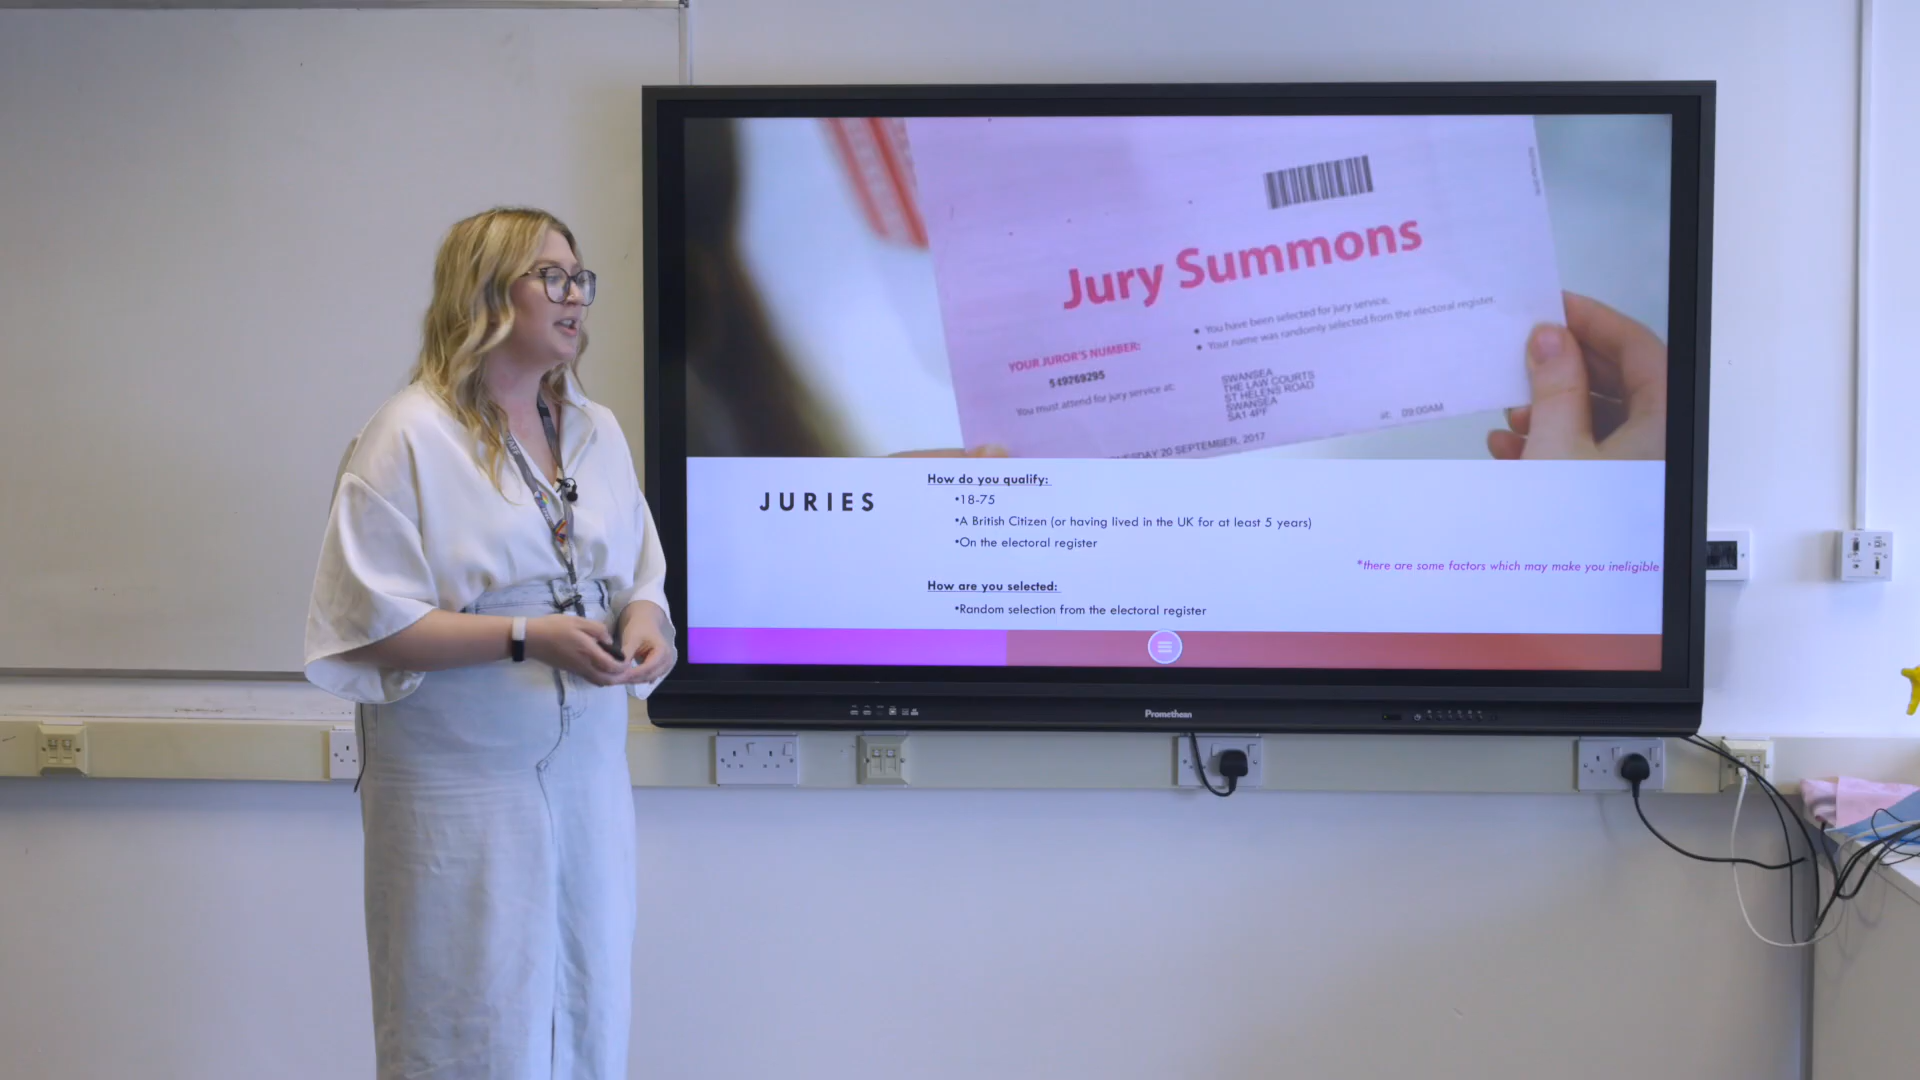 Jury Summons
• You have been selected for jury service.
• Your name was randomly selected from the electoral register.
YOUR JUROR'S NUMBER:
549769295
You must attend for jury service at:
SWANSEA
THE LAW COURTS
ST HELENS ROAD
SWANSEA
SA1 4PF
at: 09:00AM
20 SEPTEMBER, 2017
JURIES
How do you qualify:
•18-75
•A British Citizen (or having lived in the UK for at least 5 years)
•On the electoral register
*there are some factors which may make you ineligible
How are you selected:
•Random selection from the electoral register
Promethean
STAFF